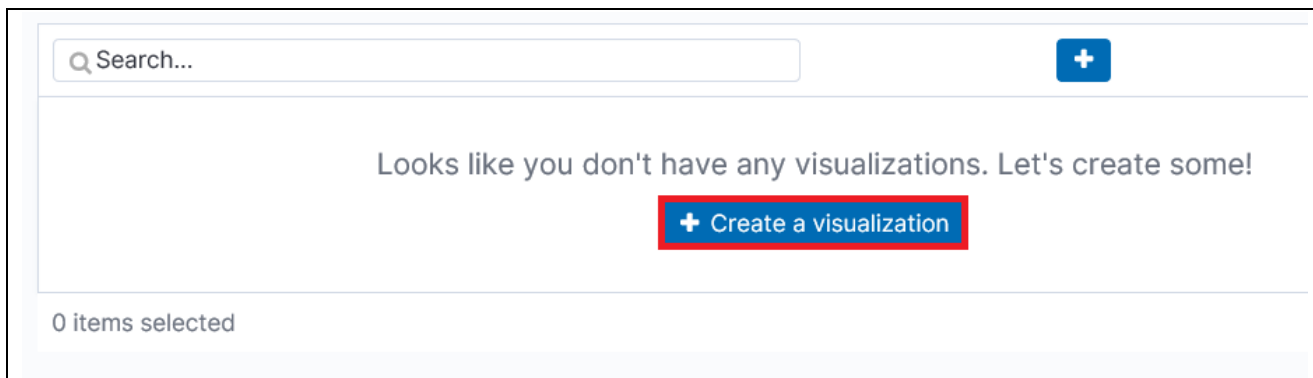 Search...
+
Looks like you don't have any visualizations. Let's create some!
+ Create a visualization
0 items selected